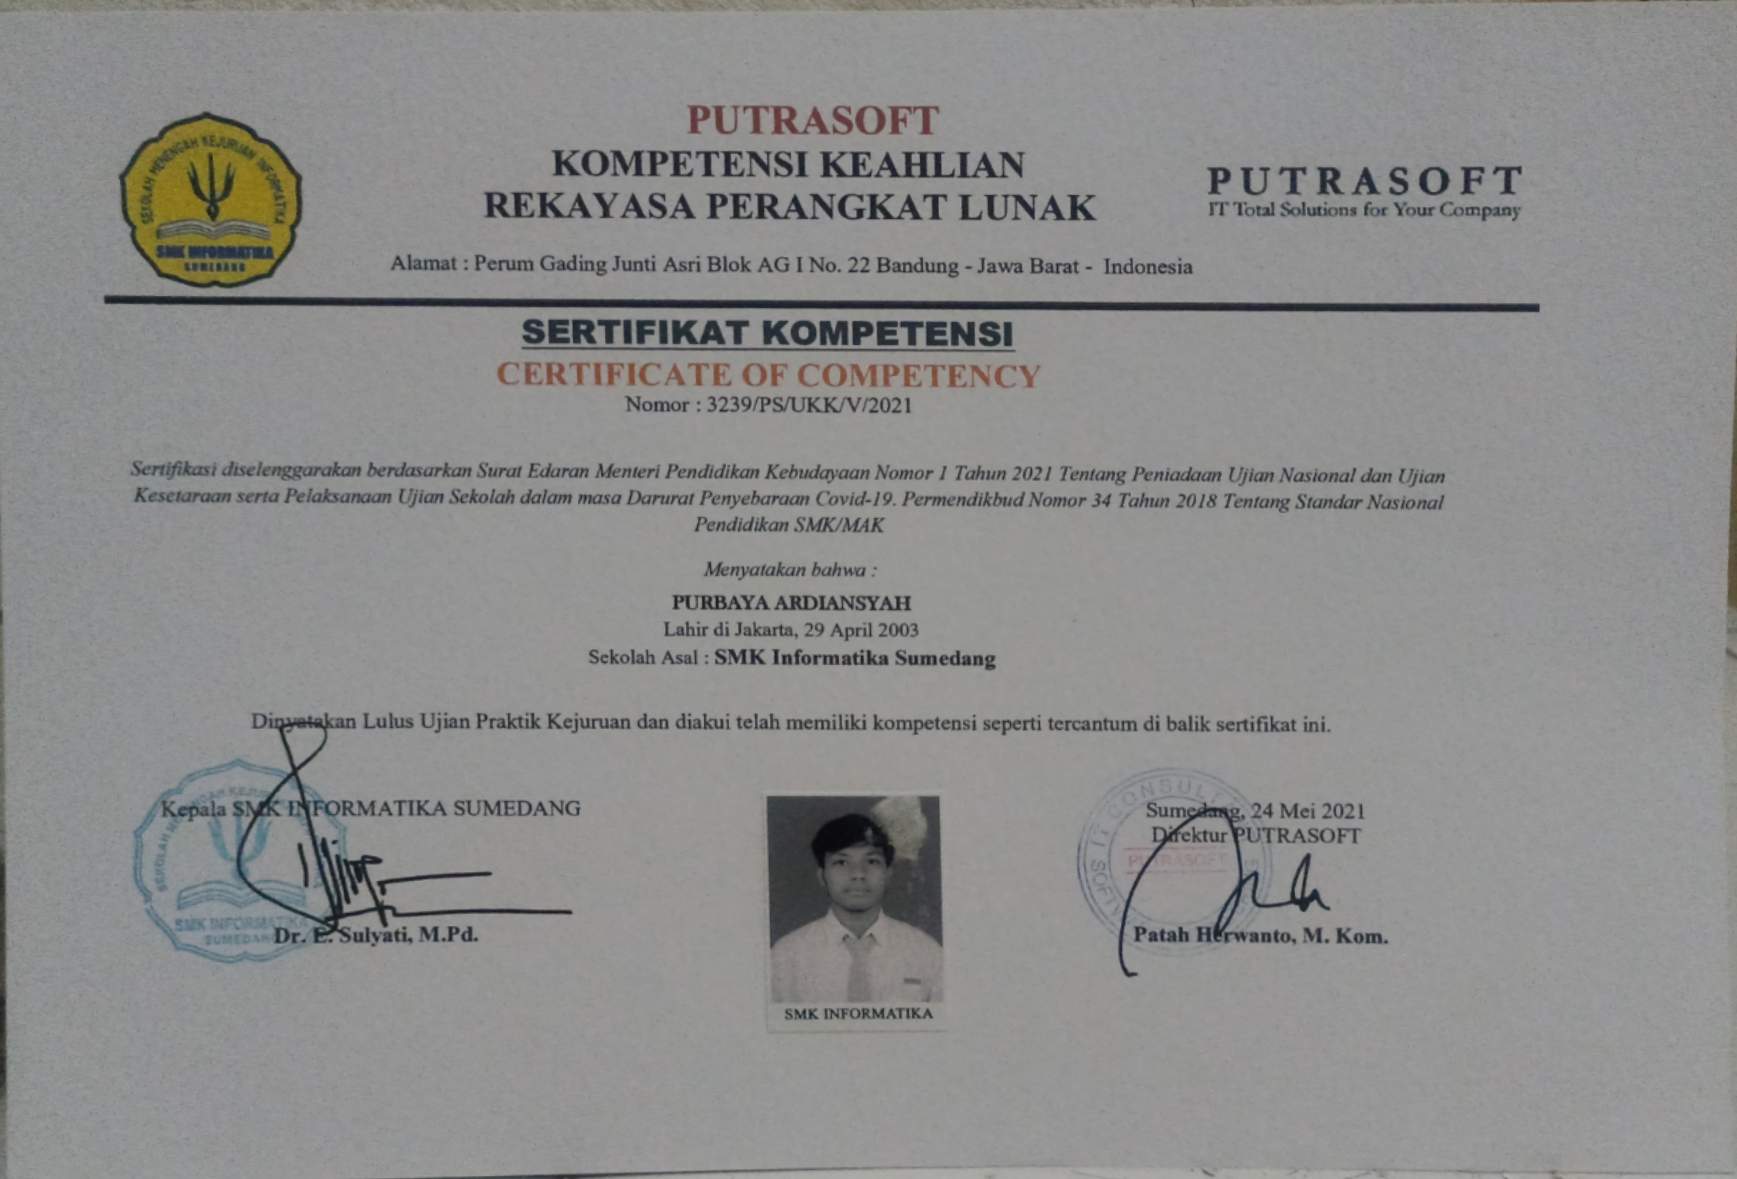 SEKOLAH MENENGAH KEJURUAN INFORMATIKA
SMK INFORMATIKA
SUMEDANG
PUTRASOFT
KOMPETENSI KEAHLIAN
REKAYASA PERANGKAT LUNAK
Alamat : Perum Gading Junti Asri Blok AG I No. 22 Bandung - Jawa Barat - Indonesia
PUTRASOFT
IT Total Solutions for Your Company
SERTIFIKAT KOMPETENSI
CERTIFICATE OF COMPETENCY
Nomor : 3239/PS/UKK/V/2021
Sertifikasi diselenggarakan berdasarkan Surat Edaran Menteri Pendidikan Kebudayaan Nomor 1 Tahun 2021 Tentang Peniadaan Ujian Nasional dan Ujian
Kesetaraan serta Pelaksanaan Ujian Sekolah dalam masa Darurat Penyebaraan Covid-19. Permendikbud Nomor 34 Tahun 2018 Tentang Standar Nasional
Pendidikan SMK/MAK
Menyatakan bahwa :
PURBAYA ARDIANSYAH
Lahir di Jakarta, 29 April 2003
Sekolah Asal : SMK Informatika Sumedang
Dinyatakan Lulus Ujian Praktik Kejuruan dan diakui telah memiliki kompetensi seperti tercantum di balik sertifikat ini.
Kepala SMK INFORMATIKA SUMEDANG
SMK INFORMATIKA
SUMEDANG
Dr. E. Sulyati, M.Pd.
SMK INFORMATIKA
Sumedang, 24 Mei 2021
Direktur PUTRASOFT
PUTRASOFT
Patah Herwanto, M. Kom.